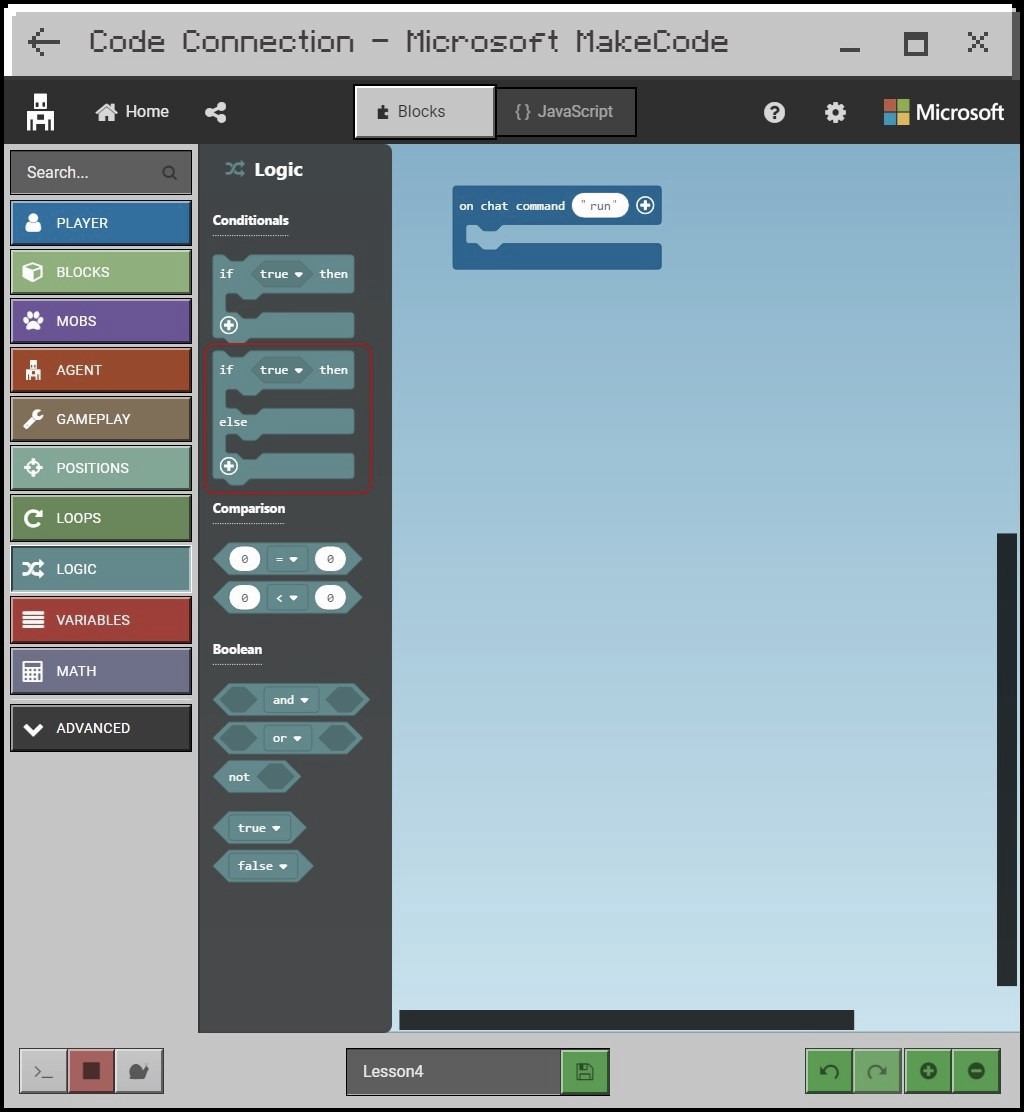 Code Connection - Microsoft MakeCode
Home
Blocks
{} JavaScript
Microsoft
Search...
PLAYER
BLOCKS
MOBS
AGENT
GAMEPLAY
POSITIONS
LOOPS
LOGIC
VARIABLES
MATH
ADVANCED
Logic
Conditionals
if true then
if true then
else
Comparison
0 = 0
0 < 0
Boolean
and
or
not
true
false
on chat command "run"
Lesson4